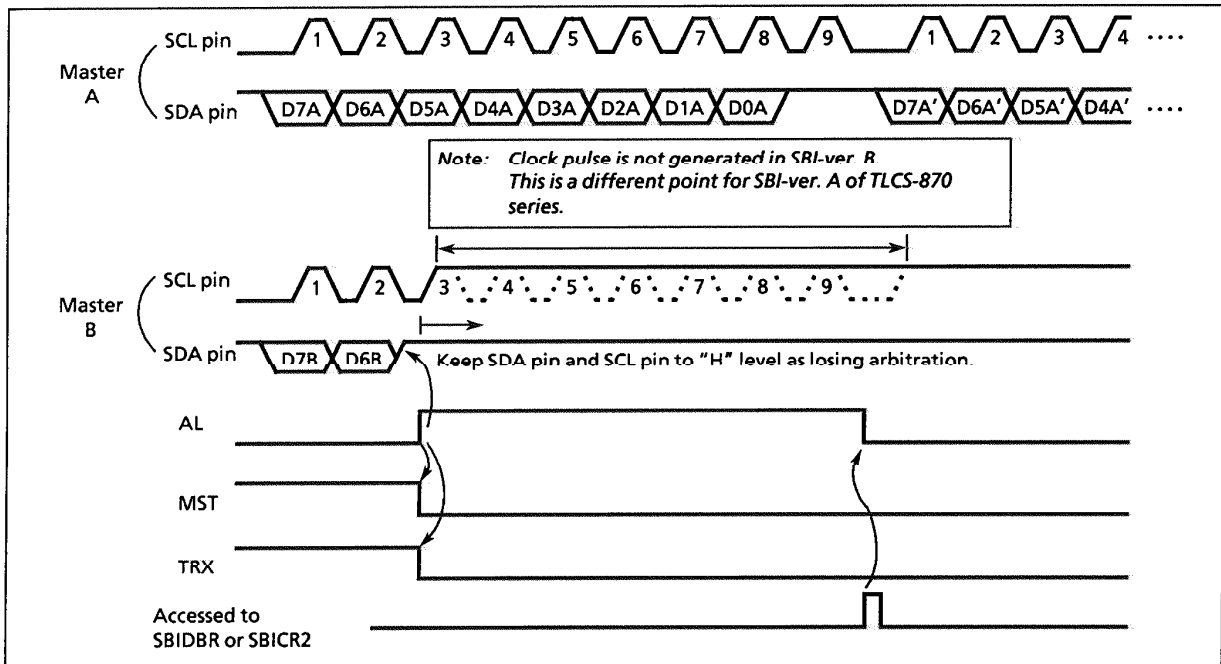 SCL pin
1 2 3 4 5 6 7 8 9 1 2 3 4 ····
Master
A
SDA pin
D7A D6A D5A D4A D3A D2A D1A D0A D7A' D6A' D5A' D4A' ····
Note: Clock pulse is not generated in SBI-ver. B.
This is a different point for SBI-ver. A of TLCS-870
series.
SCL pin
1 2 3 4 5 6 7 8 9
Master
B
SDA pin
D7B D6B
Keep SDA pin and SCL pin to "H" level as losing arbitration.
AL
MST
TRX
Accessed to
SBIDBR or SBICR2